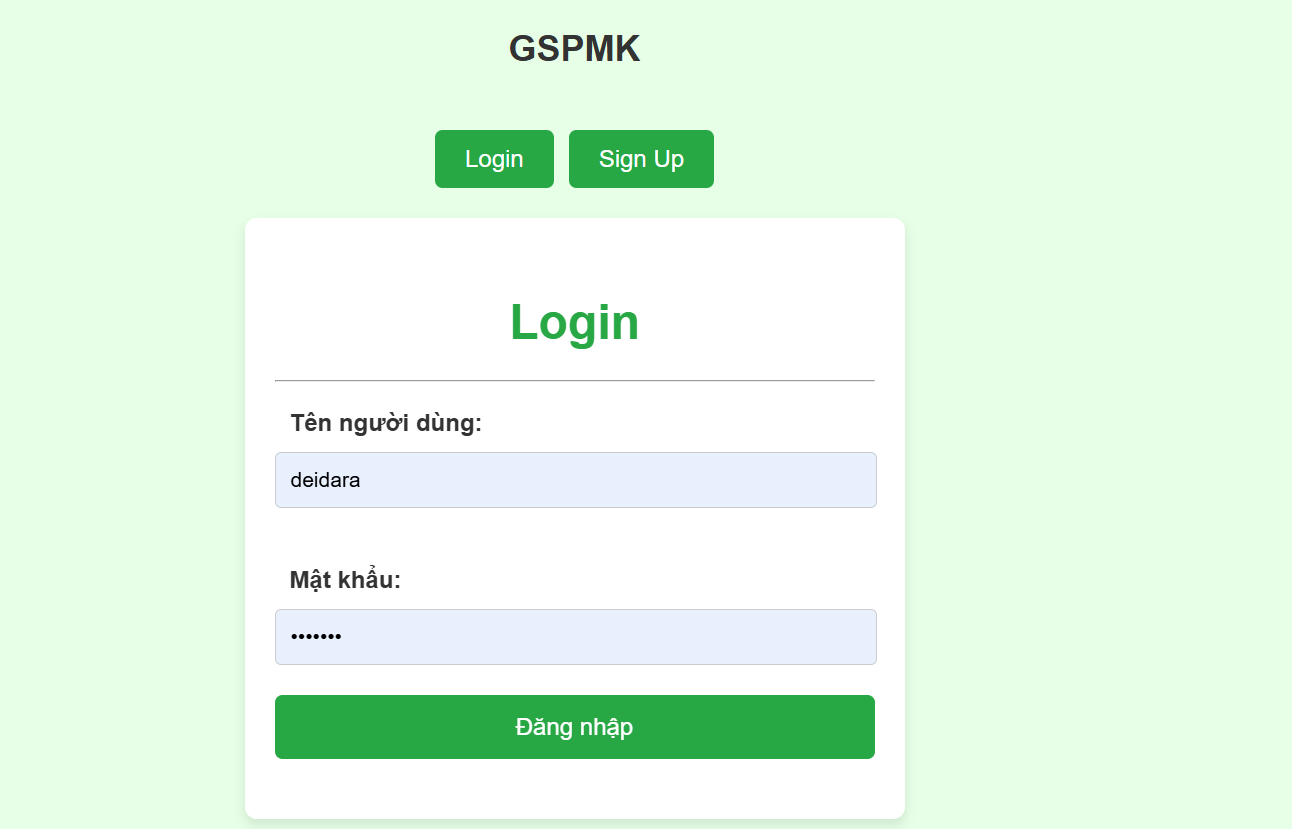 GSPMK
Login Sign Up
Login
Tên người dùng:
deidara
Mật khẩu:
•••••••
Đăng nhập